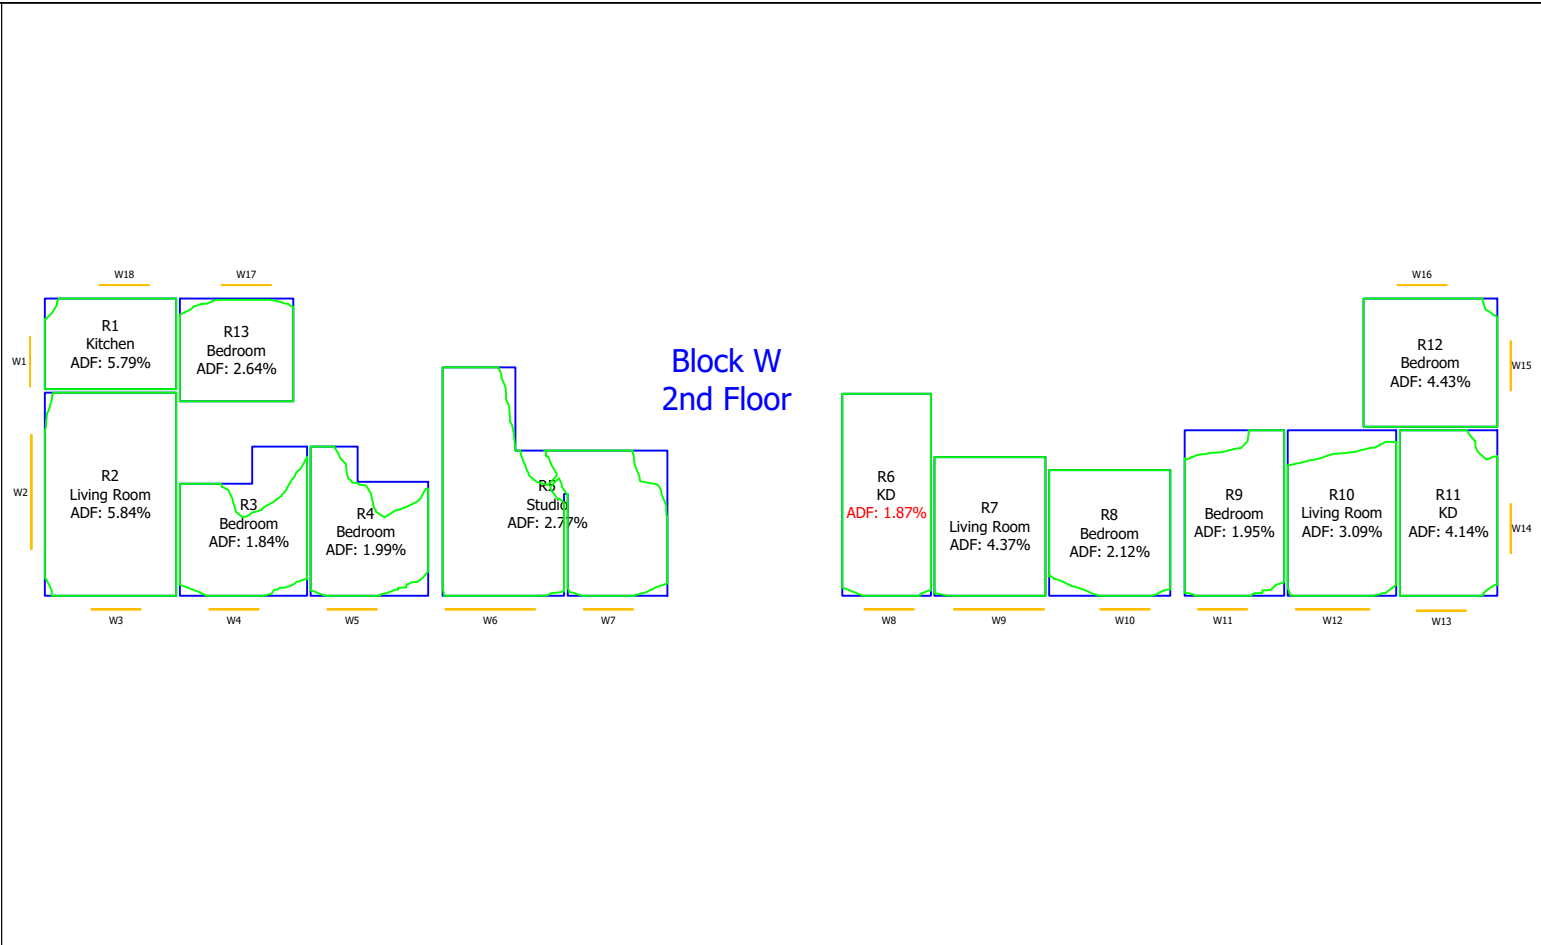 W18
W17
W16
R1
Kitchen
ADF: 5.79%
R13
Bedroom
ADF: 2.64%
W1
Block W
2nd Floor
R12
Bedroom
ADF: 4.43%
W15
R2
Living Room
ADF: 5.84%
W2
R3
Bedroom
ADF: 1.84%
R4
Bedroom
ADF: 1.99%
R5
Studio
ADF: 2.77%
R6
KD
ADF: 1.87%
R7
Living Room
ADF: 4.37%
R8
Bedroom
ADF: 2.12%
R9
Bedroom
ADF: 1.95%
R10
Living Room
ADF: 3.09%
R11
KD
ADF: 4.14%
W14
W3
W4
W5
W6
W7
W8
W9
W10
W11
W12
W13